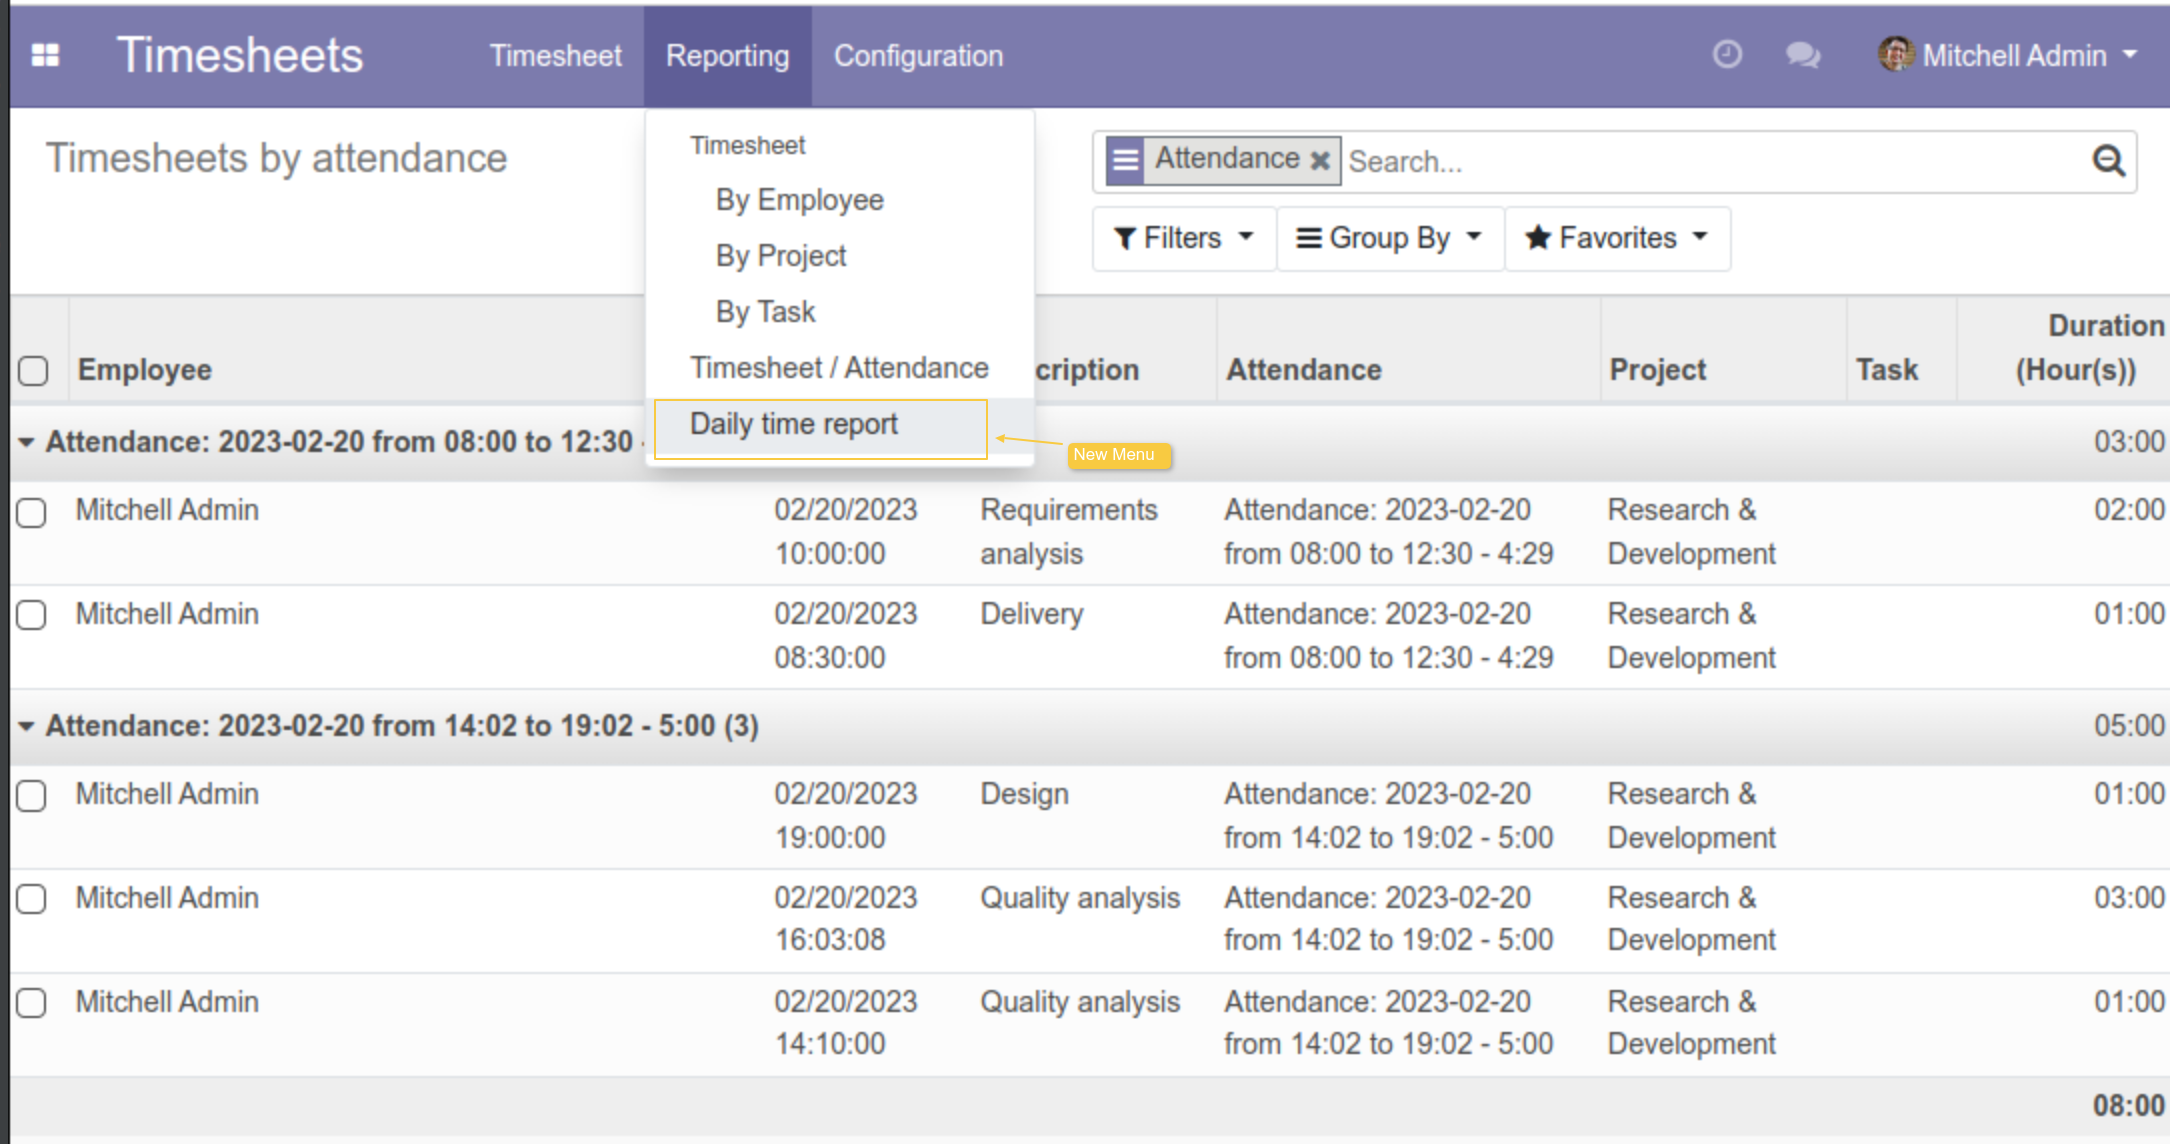 Timesheets Timesheet Reporting Configuration Mitchell Admin
Timesheets by attendance
Attendance Search...
Filters Group By Favorites
Timesheet
By Employee
By Project
By Task
Timesheet / Attendance
Daily time report
New Menu
Employee cription Attendance Project Task Duration (Hour(s))
Attendance: 2023-02-20 from 08:00 to 12:30 - 03:00
Mitchell Admin 02/20/2023 Requirements Attendance: 2023-02-20 Research & 02:00
10:00:00 analysis from 08:00 to 12:30 - 4:29 Development
Mitchell Admin 02/20/2023 Delivery Attendance: 2023-02-20 Research & 01:00
08:30:00 from 08:00 to 12:30 - 4:29 Development
Attendance: 2023-02-20 from 14:02 to 19:02 - 5:00 (3) 05:00
Mitchell Admin 02/20/2023 Design Attendance: 2023-02-20 Research & 01:00
19:00:00 from 14:02 to 19:02 - 5:00 Development
Mitchell Admin 02/20/2023 Quality analysis Attendance: 2023-02-20 Research & 03:00
16:03:08 from 14:02 to 19:02 - 5:00 Development
Mitchell Admin 02/20/2023 Quality analysis Attendance: 2023-02-20 Research & 01:00
14:10:00 from 14:02 to 19:02 - 5:00 Development
08:00